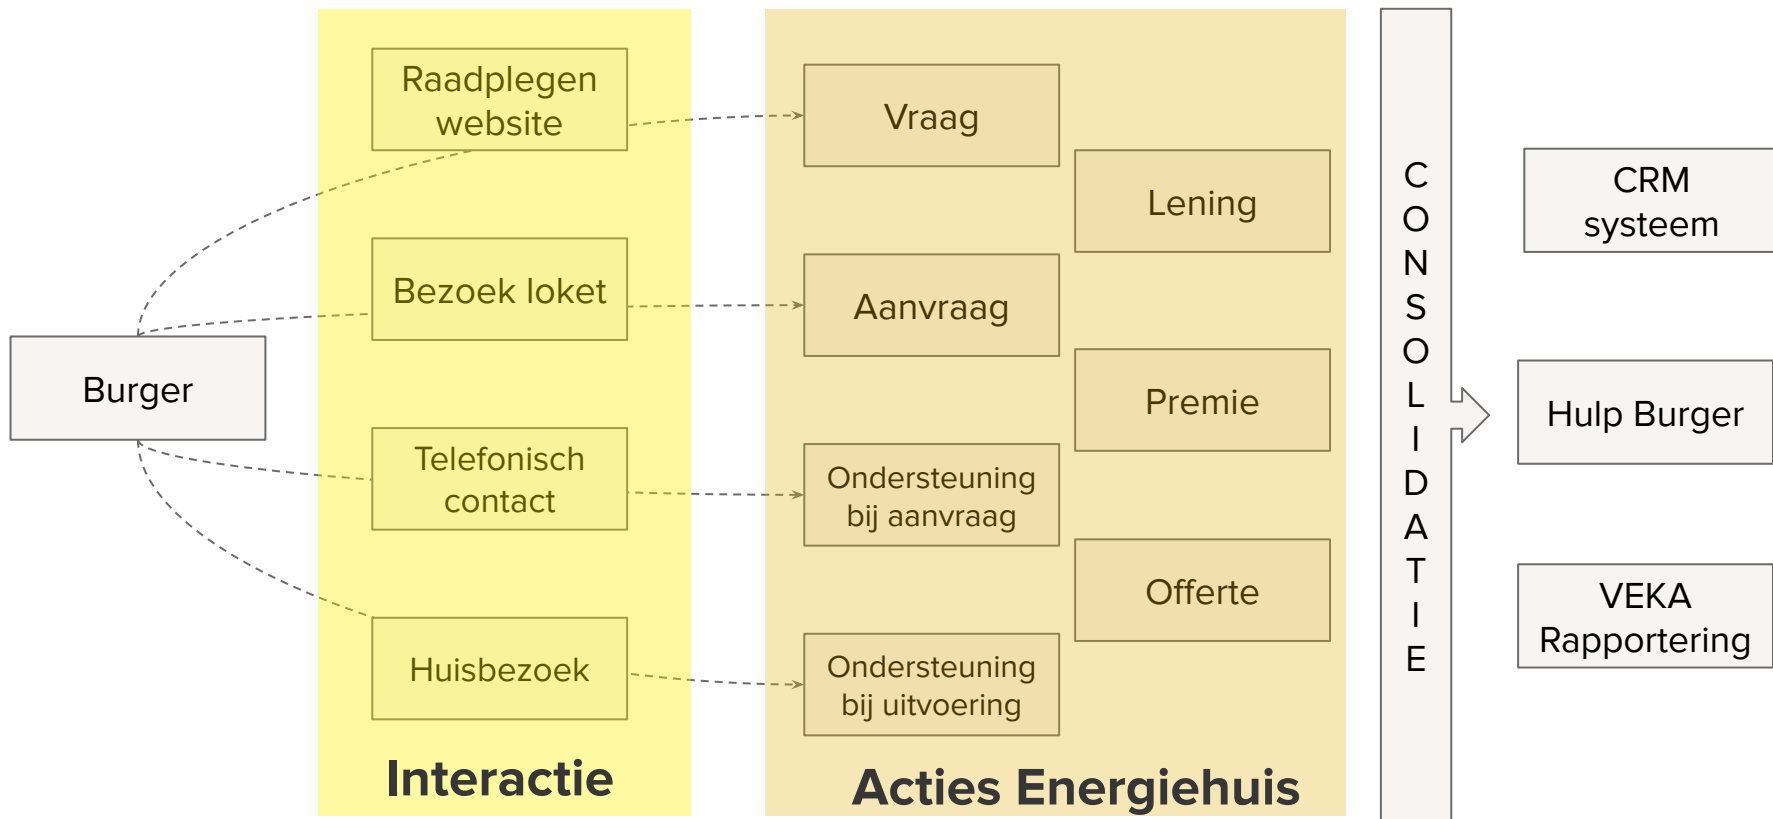 Burger
Raadplegen
website
Bezoek loket
Telefonisch
contact
Huisbezoek
Interactie
Vraag
Lening
Aanvraag
Premie
Ondersteuning
bij aanvraag
Offerte
Ondersteuning
bij uitvoering
Acties Energiehuis
C
O
N
S
O
L
I
D
A
T
I
E
CRM
systeem
Hulp Burger
VEKA
Rapportering